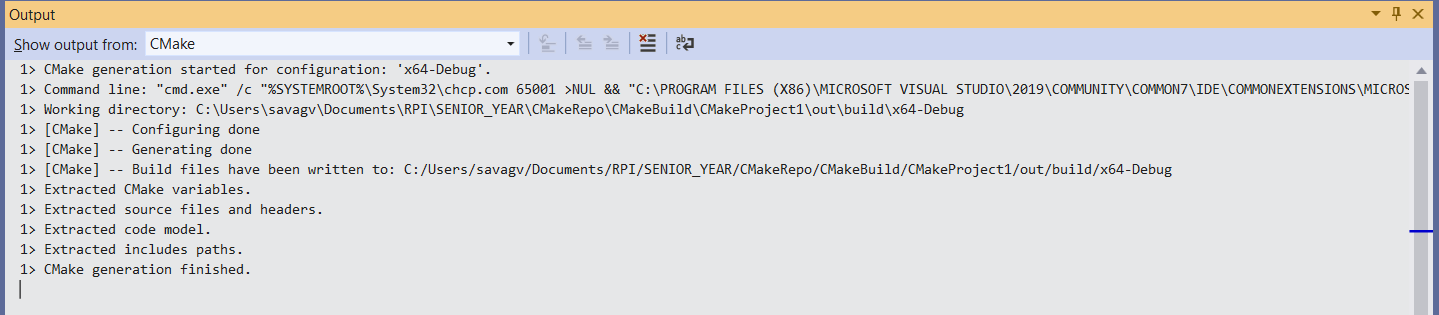 Output
Show output from: CMake
1> CMake generation started for configuration: 'x64-Debug'.
1> Command line: "cmd.exe" /c "%SYSTEMROOT%\System32\chcp.com 65001 >NUL && "C:\PROGRAM FILES (X86)\MICROSOFT VISUAL STUDIO\2019\COMMUNITY\COMMON7\IDE\COMMONEXTENSIONS\MICROS
1> Working directory: C:\Users\savagv\Documents\RPI\SENIOR_YEAR\CMakeRepo\CMakeBuild\CMakeProject1\out\build\x64-Debug
1> [CMake] -- Configuring done
1> [CMake] -- Generating done
1> [CMake] -- Build files have been written to: C:/Users/savagv/Documents/RPI/SENIOR_YEAR/CMakeRepo/CMakeBuild/CMakeProject1/out/build/x64-Debug
1> Extracted CMake variables.
1> Extracted source files and headers.
1> Extracted code model.
1> Extracted includes paths.
1> CMake generation finished.